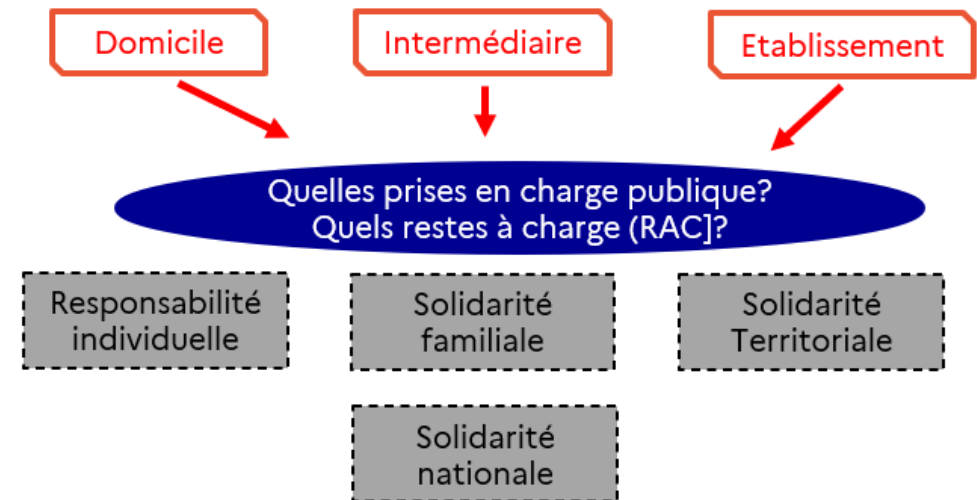 Domicile
Intermédiaire
Etablissement
Quelles prises en charge publique?
Quels restes à charge (RAC]?
Responsabilité
individuelle
Solidarité
familiale
Solidarité
Territoriale
Solidarité
nationale